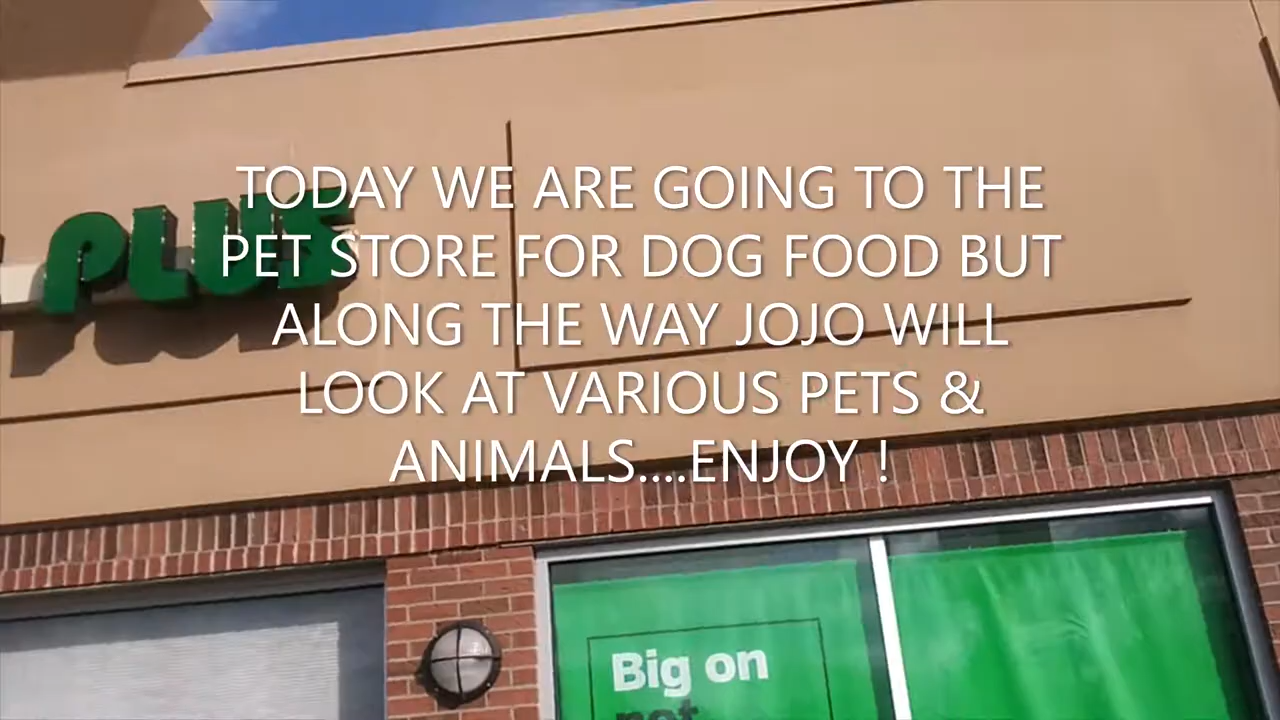 TODAY WE ARE GOING TO THE
PET STORE FOR DOG FOOD BUT
ALONG THE WAY JOJO WILL
LOOK AT VARIOUS PETS &
ANIMALS....ENJOY !
PLUS
Big on
pet